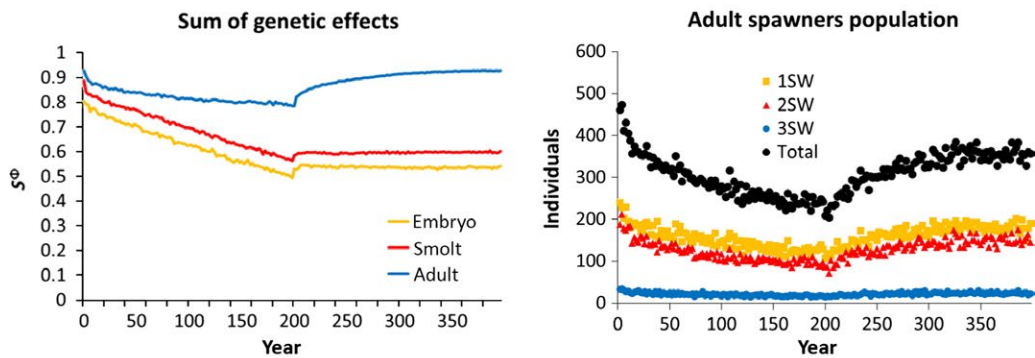 Sum of genetic effects
1
0.9
0.8
0.7
0.6
0.5
0.4
0.3
0.2
0.1
0
S^Φ
Embryo
Smolt
Adult
0 50 100 150 200 250 300 350
Year
Adult spawners population
600
500
400
300
200
100
0
Individuals
1SW
2SW
3SW
Total
0 50 100 150 200 250 300 350
Year